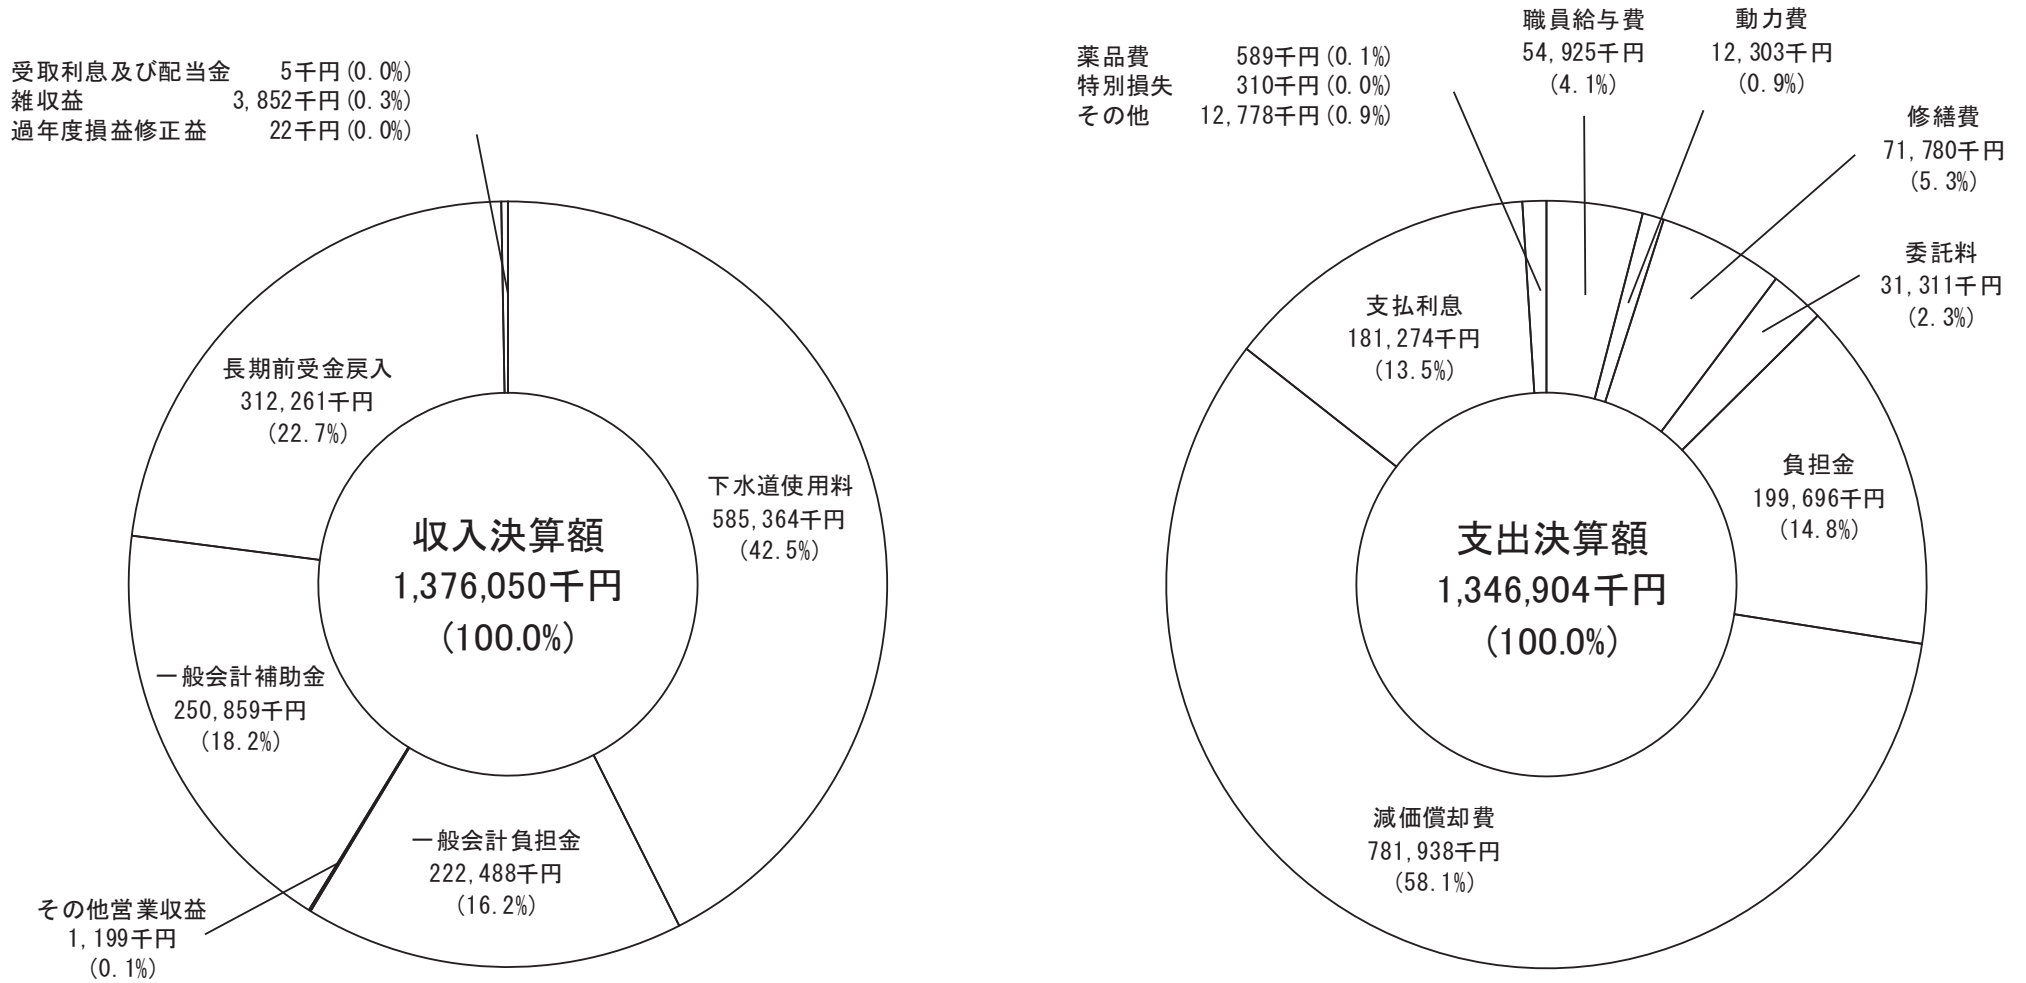 受取利息及び配当金 5千円(0.0%)
雑収益 3,852千円(0.3%)
過年度損益修正益 22千円(0.0%)
長期前受金戻入
312,261千円
(22.7%)
下水道使用料
585,364千円
(42.5%)
収入決算額
1,376,050千円
(100.0%)
一般会計補助金
250,859千円
(18.2%)
一般会計負担金
222,488千円
(16.2%)
その他営業収益
1,199千円
(0.1%)
薬品費 589千円(0.1%)
特別損失 310千円(0.0%)
その他 12,778千円(0.9%)
職員給与費
54,925千円
(4.1%)
動力費
12,303千円
(0.9%)
修繕費
71,780千円
(5.3%)
委託料
31,311千円
(2.3%)
支払利息
181,274千円
(13.5%)
負担金
199,696千円
(14.8%)
支出決算額
1,346,904千円
(100.0%)
減価償却費
781,938千円
(58.1%)